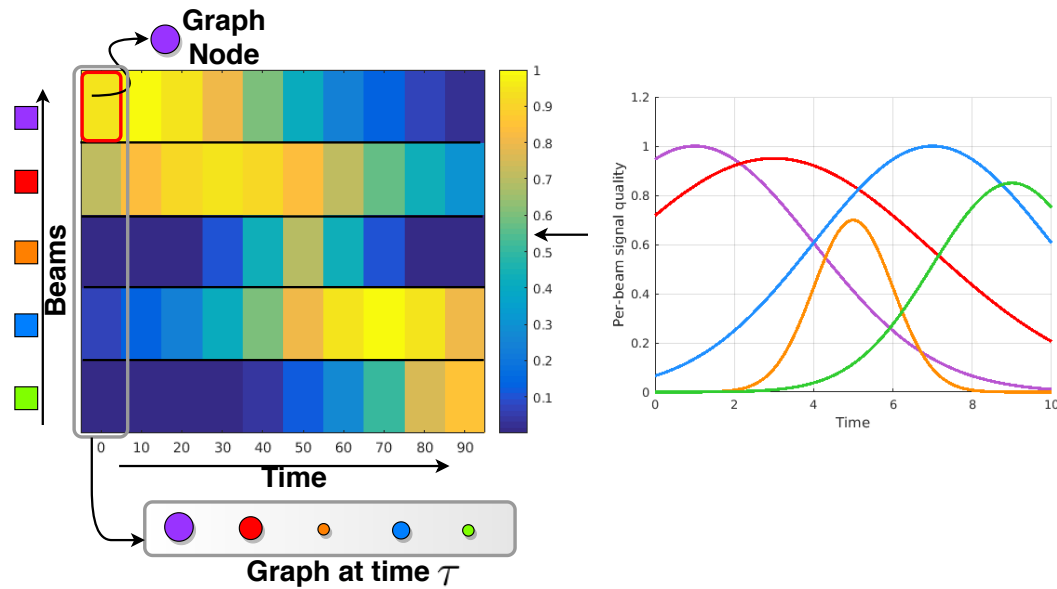 Graph
Node
Beams
1
0.9
0.8
0.7
0.6
0.5
0.4
0.3
0.2
0.1
0 10 20 30 40 50 60 70 80 90
Time
Graph at time τ
1.2
1
0.8
0.6
0.4
0.2
0
Per-beam signal quality
0 2 4 6 8 10
Time